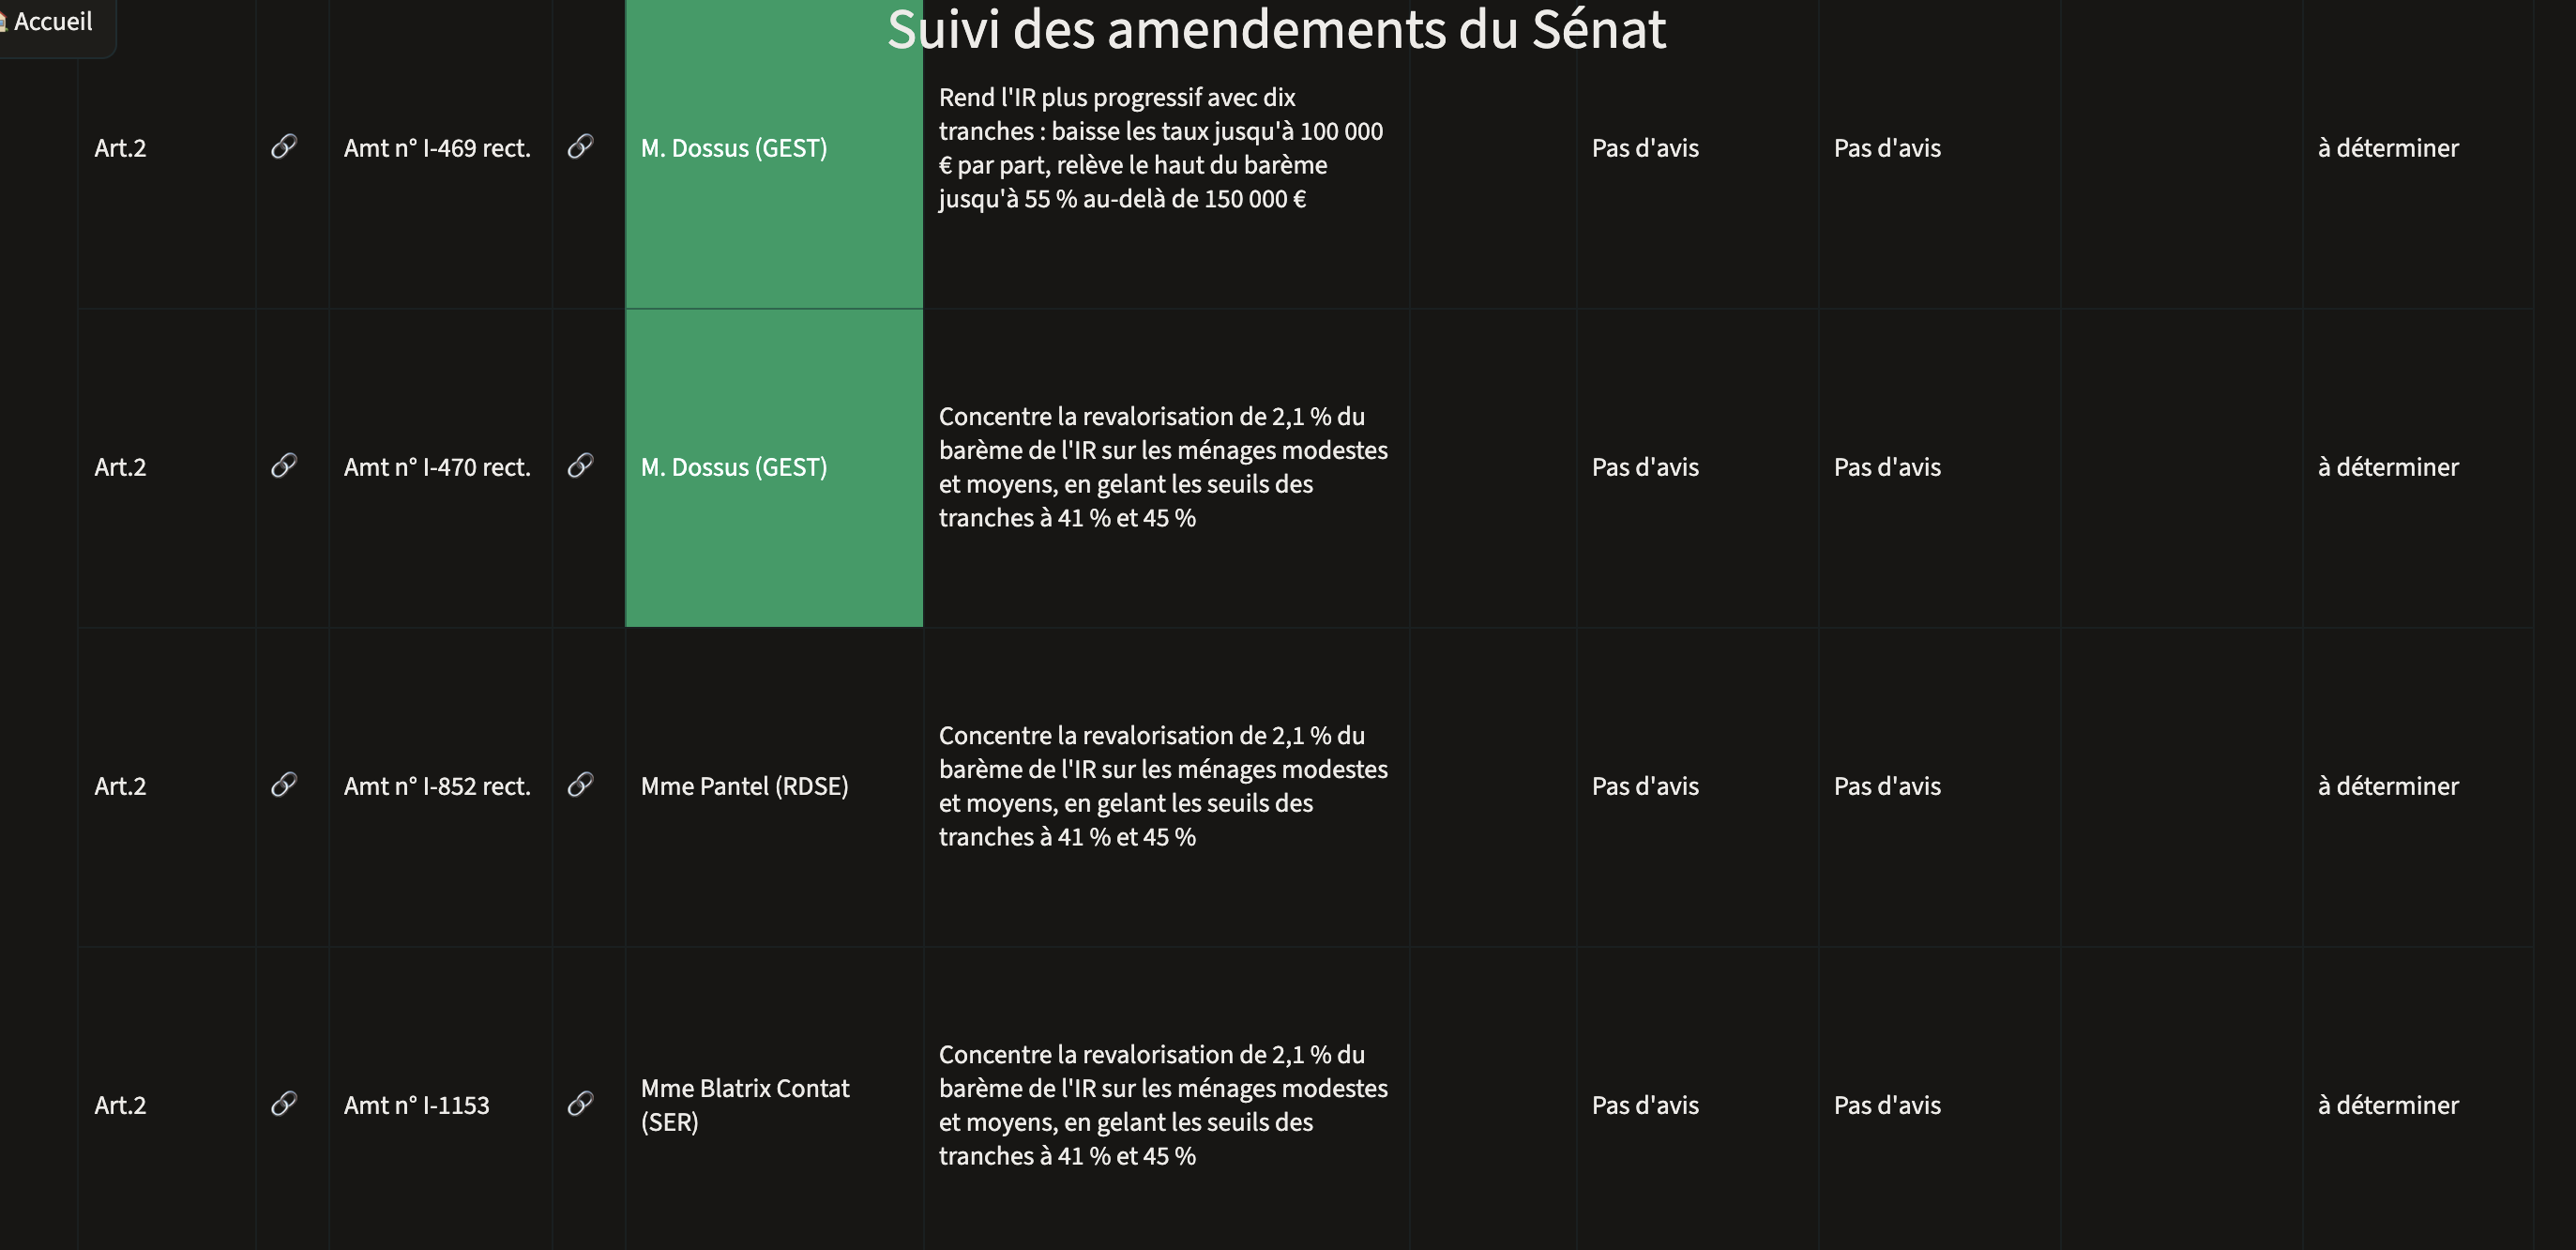 Accueil
Suivi des amendements du Sénat
Art.2
Amt n° I-469 rect.
M. Dossus (GEST)
Rend l'IR plus progressif avec dix
tranches : baisse les taux jusqu'à 100 000
€ par part, relève le haut du barème
jusqu'à 55 % au-delà de 150 000 €
Pas d'avis
Pas d'avis
à déterminer
Art.2
Amt n° I-470 rect.
M. Dossus (GEST)
Concentre la revalorisation de 2,1 % du
barème de l'IR sur les ménages modestes
et moyens, en gelant les seuils des
tranches à 41 % et 45 %
Pas d'avis
Pas d'avis
à déterminer
Art.2
Amt n° I-852 rect.
Mme Pantel (RDSE)
Concentre la revalorisation de 2,1 % du
barème de l'IR sur les ménages modestes
et moyens, en gelant les seuils des
tranches à 41 % et 45 %
Pas d'avis
Pas d'avis
à déterminer
Art.2
Amt n° I-1153
Mme Blatrix Contat
(SER)
Concentre la revalorisation de 2,1 % du
barème de l'IR sur les ménages modestes
et moyens, en gelant les seuils des
tranches à 41 % et 45 %
Pas d'avis
Pas d'avis
à déterminer